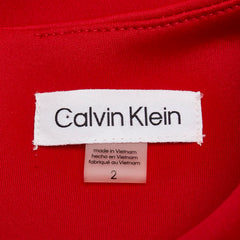 Calvin Klein
made in Vietnam
hecho en Vietnam
fabriqué au Vietnam
2